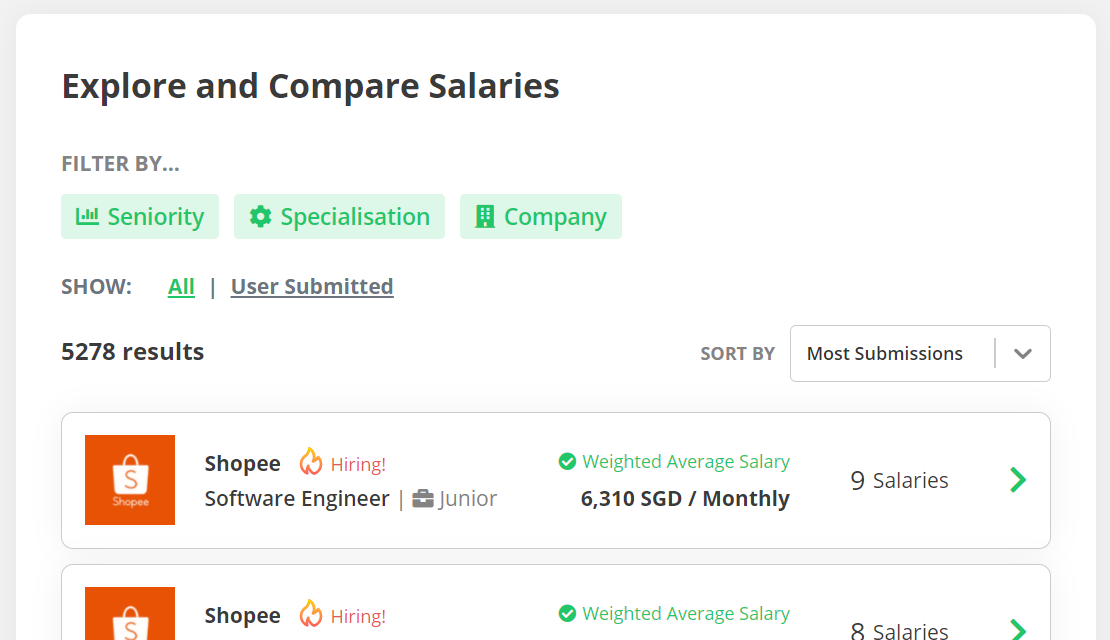 Explore and Compare Salaries
FILTER BY...
Seniority Specialisation Company
SHOW: All | User Submitted
5278 results SORT BY Most Submissions
S
Shopee
Shopee Hiring!
Software Engineer | Junior
Weighted Average Salary
6,310 SGD / Monthly
9 Salaries
S
Shopee Hiring!
Weighted Average Salary
8 Salaries